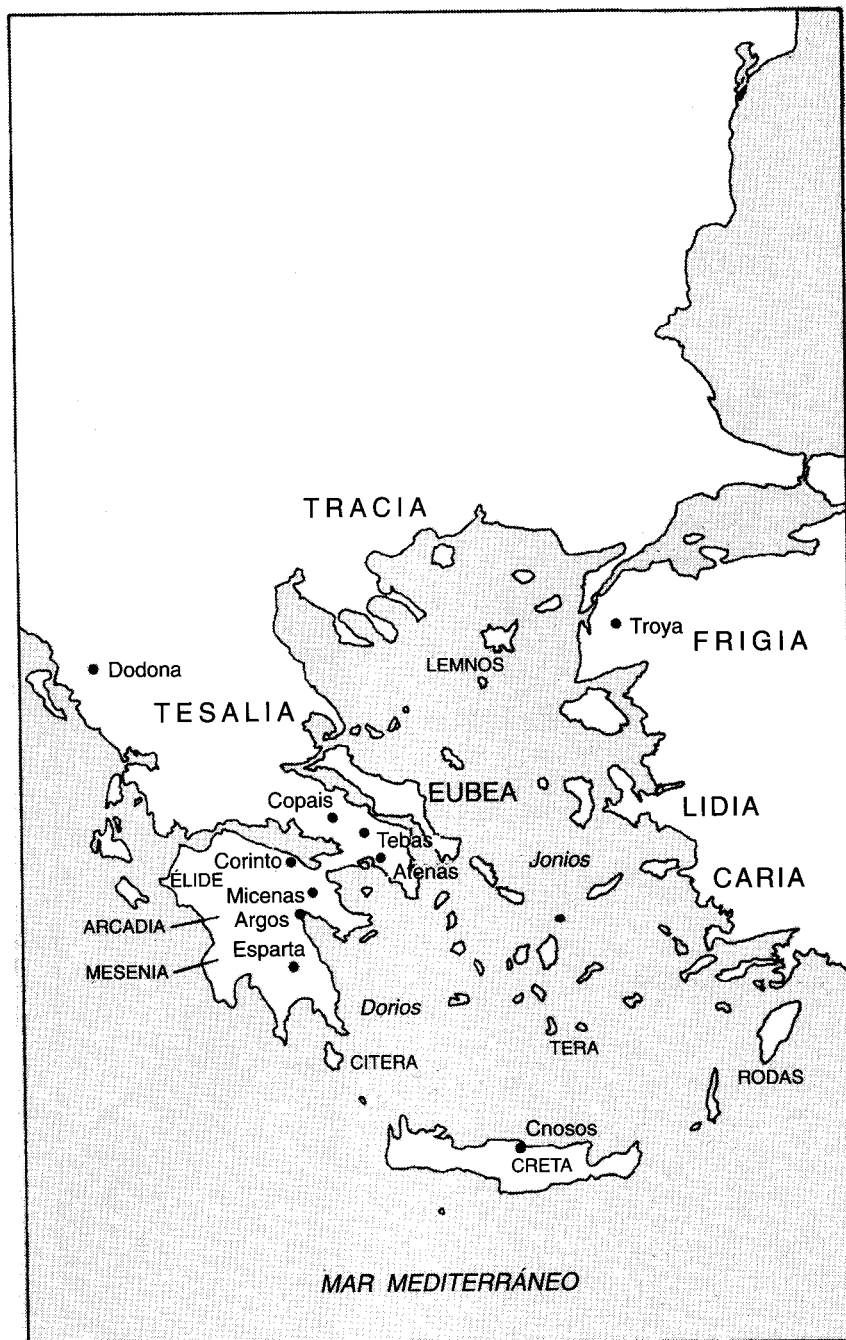 TRACIA
Troya
FRIGIA
LEMNOS
Dodona
TESALIA
EUBEA
Copais
LIDIA
Tebas
Jonios
Atenas
Corinto
CARIA
ÉLIDE
Micenas
ARCADIA
Argos
Esparta
MESENIA
Dorios
TERA
CITERA
RODAS
Cnosos
CRETA
MAR MEDITERRÁNEO